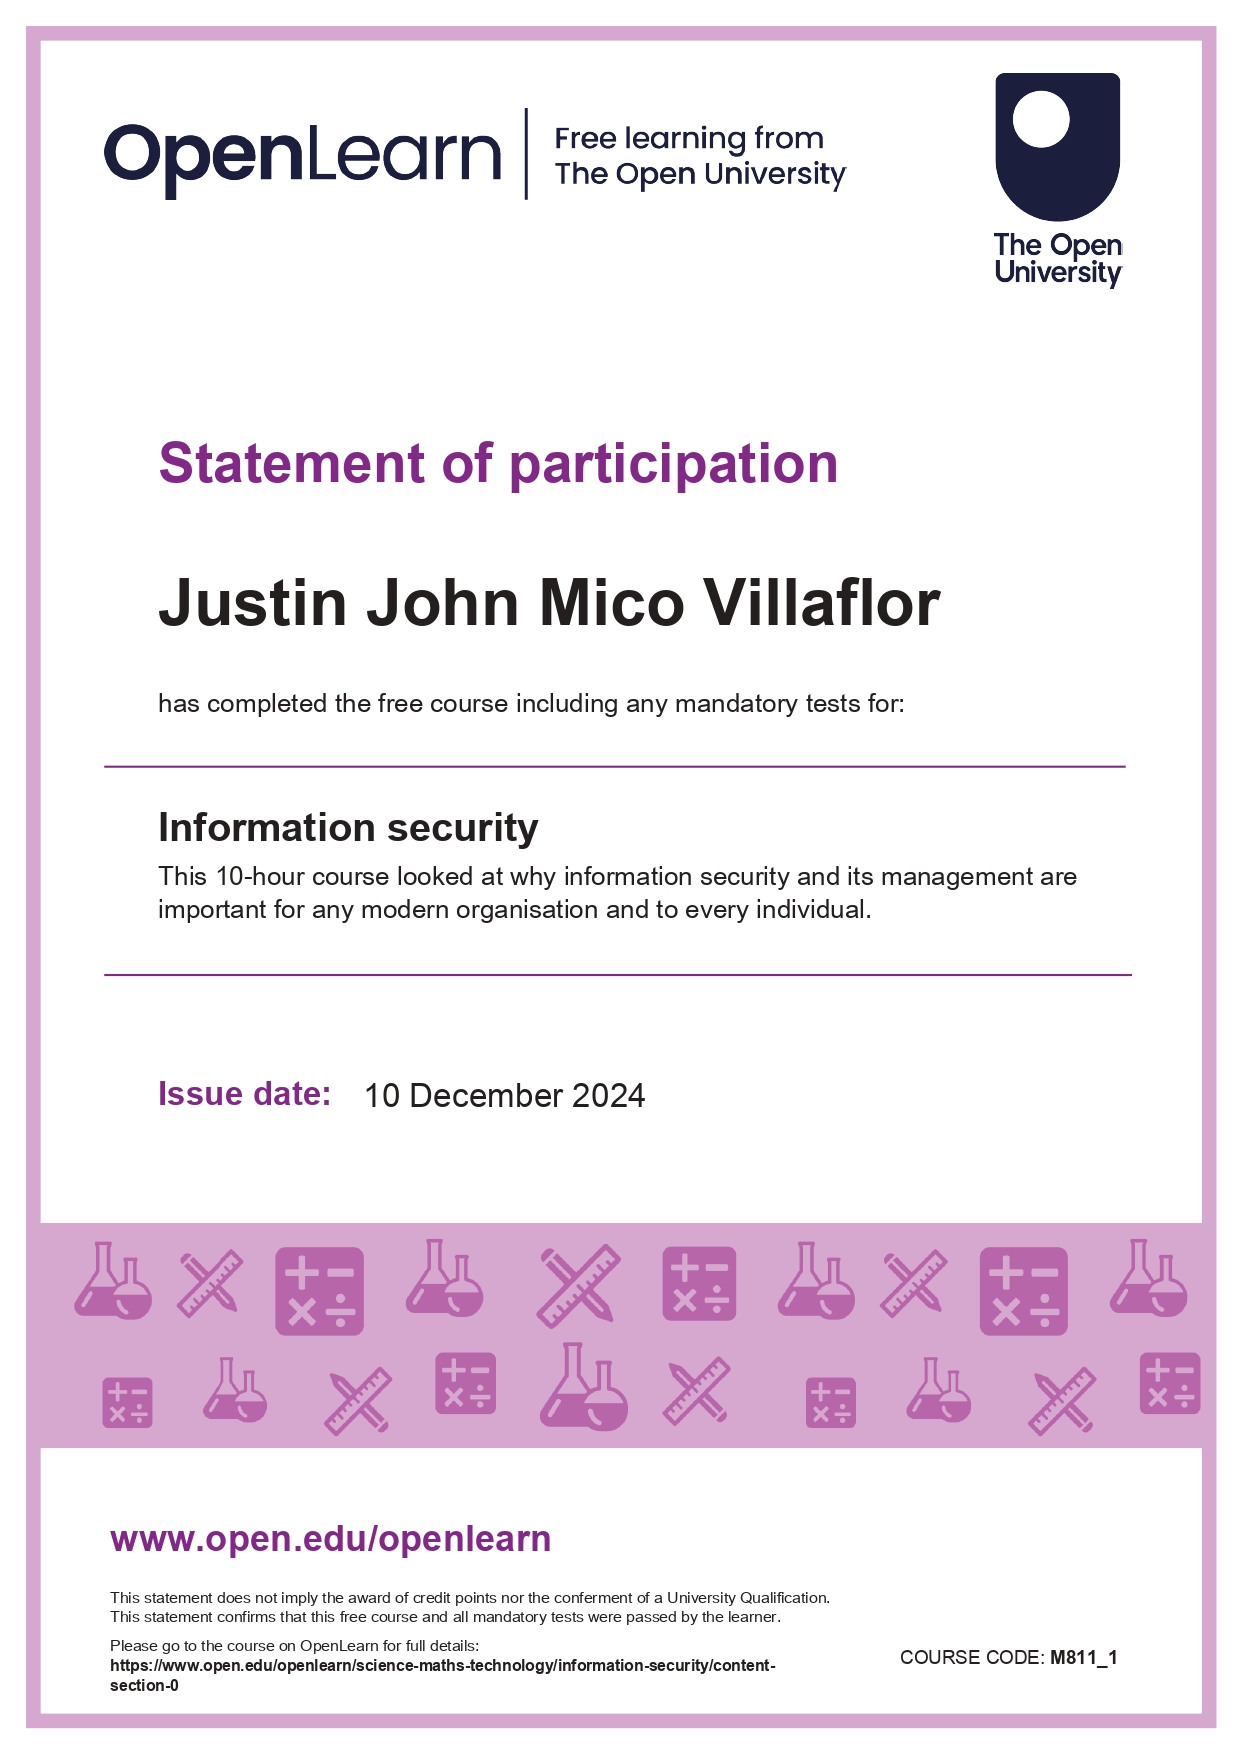 OpenLearn
Free learning from
The Open University
The Open
University
Statement of participation
Justin John Mico Villaflor
has completed the free course including any mandatory tests for:
Information security
This 10-hour course looked at why information security and its management are
important for any modern organisation and to every individual.
Issue date: 10 December 2024
www.open.edu/openlearn
This statement does not imply the award of credit points nor the conferment of a University Qualification.
This statement confirms that this free course and all mandatory tests were passed by the learner.
Please go to the course on OpenLearn for full details:
https://www.open.edu/openlearn/science-maths-technology/information-security/content-
section-0
COURSE CODE: M811_1